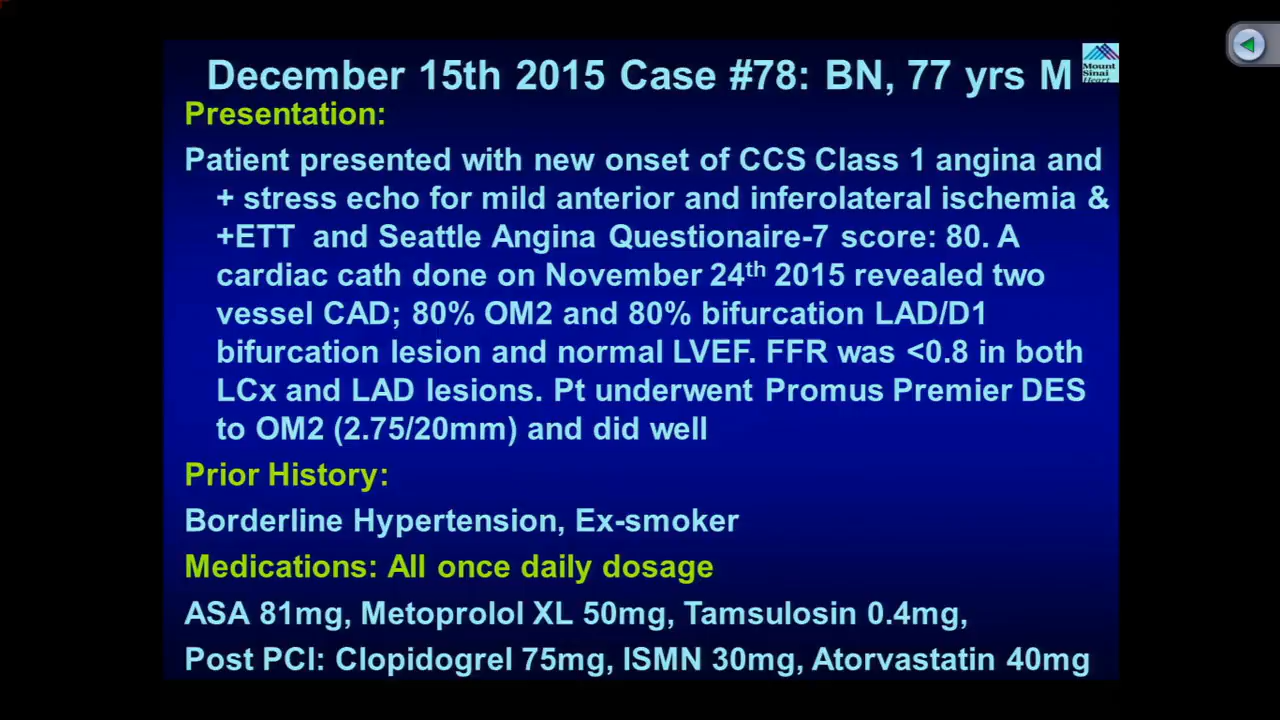 December 15th 2015 Case #78: BN, 77 yrs M
Mount
Sinai
Heart
Presentation:
Patient presented with new onset of CCS Class 1 angina and
+ stress echo for mild anterior and inferolateral ischemia &
+ETT and Seattle Angina Questionaire-7 score: 80. A
cardiac cath done on November 24th 2015 revealed two
vessel CAD; 80% OM2 and 80% bifurcation LAD/D1
bifurcation lesion and normal LVEF. FFR was <0.8 in both
LCx and LAD lesions. Pt underwent Promus Premier DES
to OM2 (2.75/20mm) and did well
Prior History:
Borderline Hypertension, Ex-smoker
Medications: All once daily dosage
ASA 81mg, Metoprolol XL 50mg, Tamsulosin 0.4mg,
Post PCI: Clopidogrel 75mg, ISMN 30mg, Atorvastatin 40mg